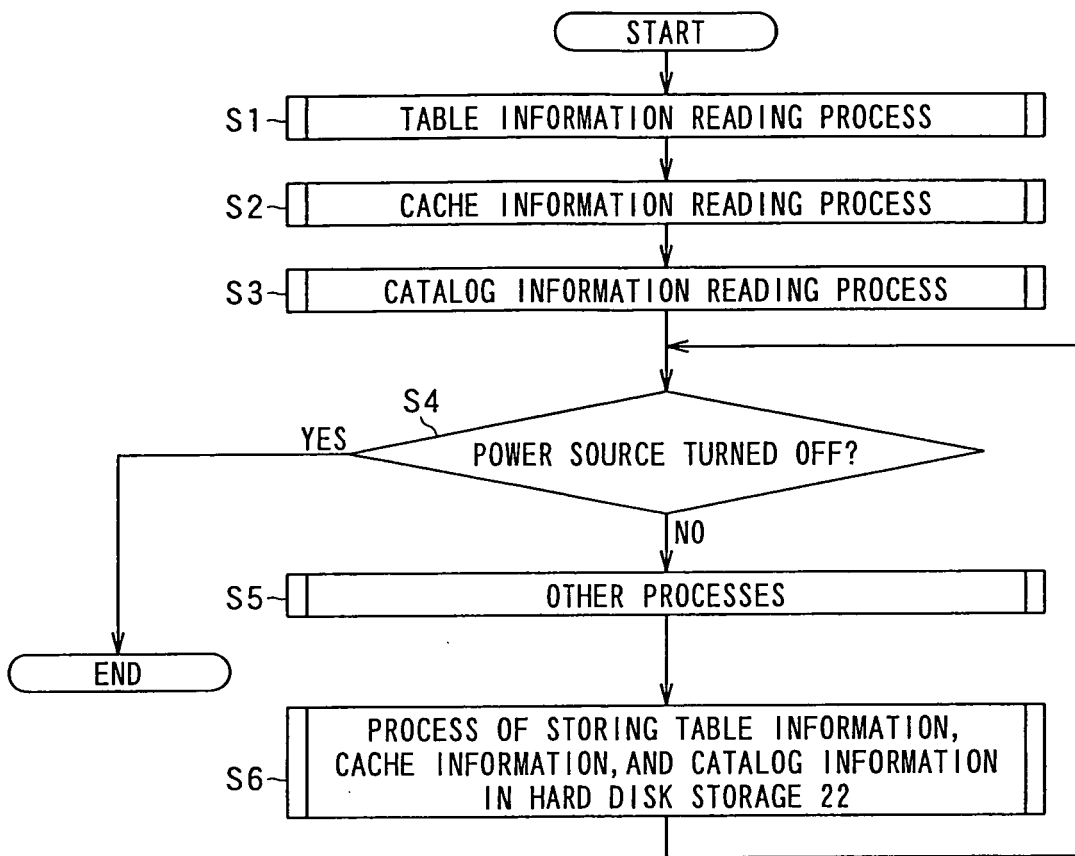 START
S1
TABLE INFORMATION READING PROCESS
S2
CACHE INFORMATION READING PROCESS
S3
CATALOG INFORMATION READING PROCESS
S4
YES
POWER SOURCE TURNED OFF?
NO
S5
OTHER PROCESSES
END
S6
PROCESS OF STORING TABLE INFORMATION,
CACHE INFORMATION, AND CATALOG INFORMATION
IN HARD DISK STORAGE 22